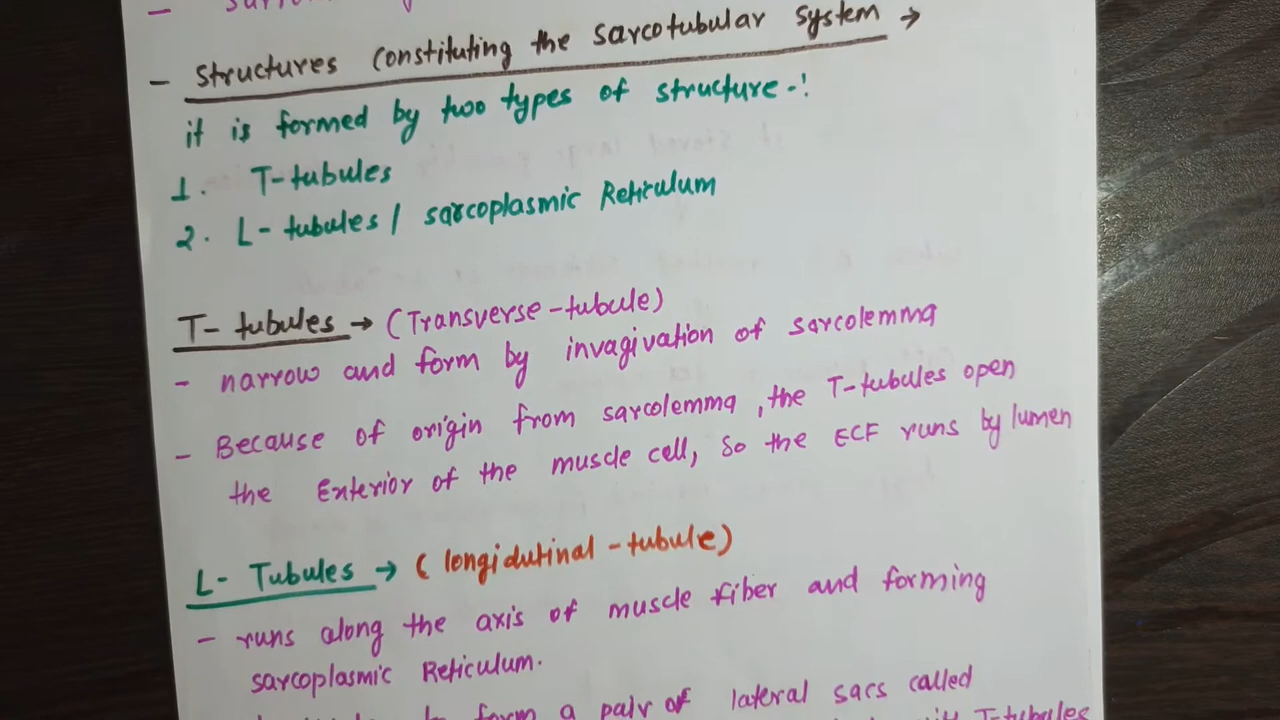 - structures constituting the sarcotubular system →
it is formed by two types of structure -:
1. T-tubules
2. L-tubules / sarcoplasmic Reticulum
T-tubules → (Transverse-tubule)
- narrow and form by invagivation of sarcolemma
- Because of origin from sarcolemma, the T-tubules open
the Exterior of the muscle cell, so the ECF runs by lumen
L-Tubules → (longidutinal-tubule)
- runs along the axis of muscle fiber and forming
sarcoplasmic Reticulum.
form a pair of lateral sacs called
T-tubules